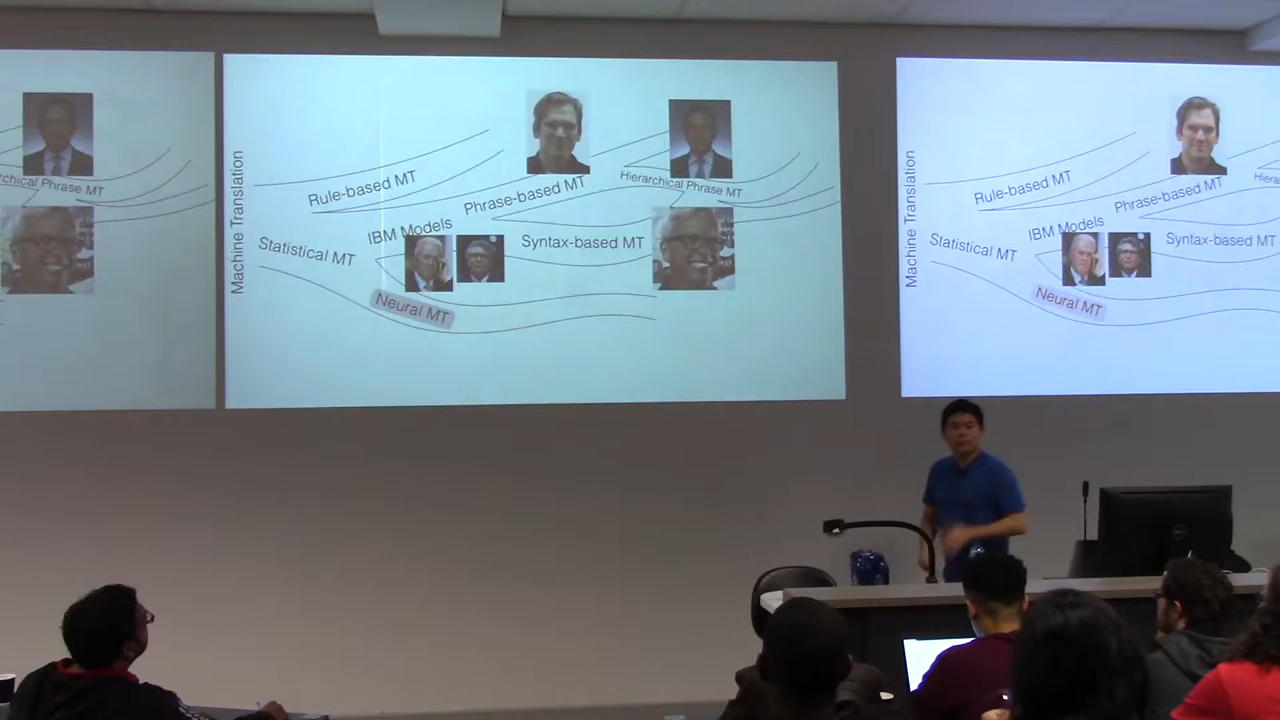 rchical Phrase MT
Machine Translation
Rule-based MT
Phrase-based MT
Hierarchical Phrase MT
IBM Models
Statistical MT
Syntax-based MT
Neural MT
Machine Translation
Rule-based MT
Phrase-based MT
Hiera
IBM Models
Statistical MT
Syntax-based MT
Neural MT